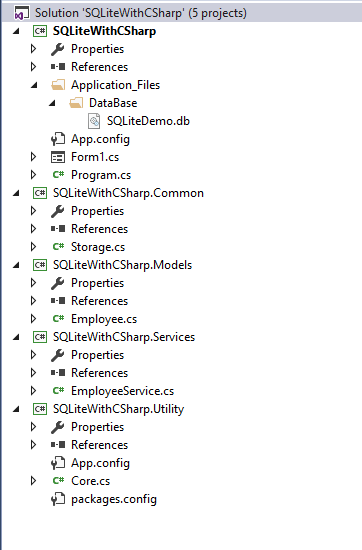 Solution 'SQLiteWithCSharp' (5 projects)
C# SQLiteWithCSharp
Properties
References
Application_Files
DataBase
SQLiteDemo.db
App.config
Form1.cs
C# Program.cs
C# SQLiteWithCSharp.Common
Properties
References
C# Storage.cs
C# SQLiteWithCSharp.Models
Properties
References
C# Employee.cs
C# SQLiteWithCSharp.Services
Properties
References
C# EmployeeService.cs
C# SQLiteWithCSharp.Utility
Properties
References
App.config
C# Core.cs
packages.config